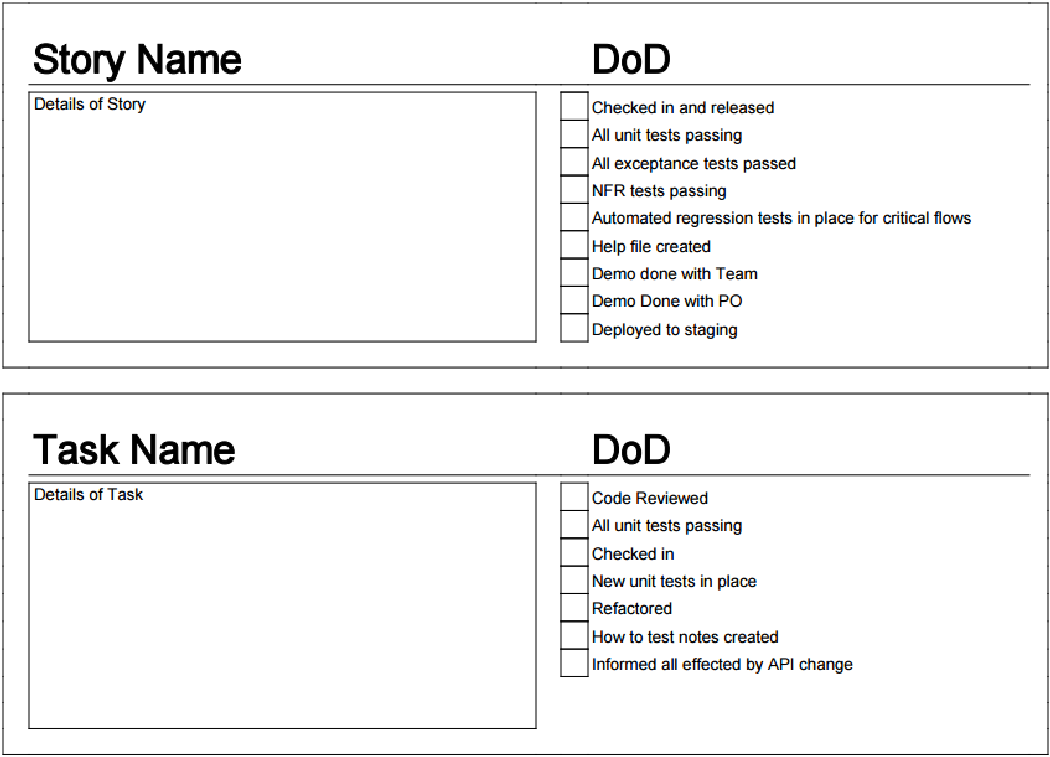 Story Name
DoD
Details of Story
Checked in and released
All unit tests passing
All exceptance tests passed
NFR tests passing
Automated regression tests in place for critical flows
Help file created
Demo done with Team
Demo Done with PO
Deployed to staging
Task Name
DoD
Details of Task
Code Reviewed
All unit tests passing
Checked in
New unit tests in place
Refactored
How to test notes created
Informed all effected by API change